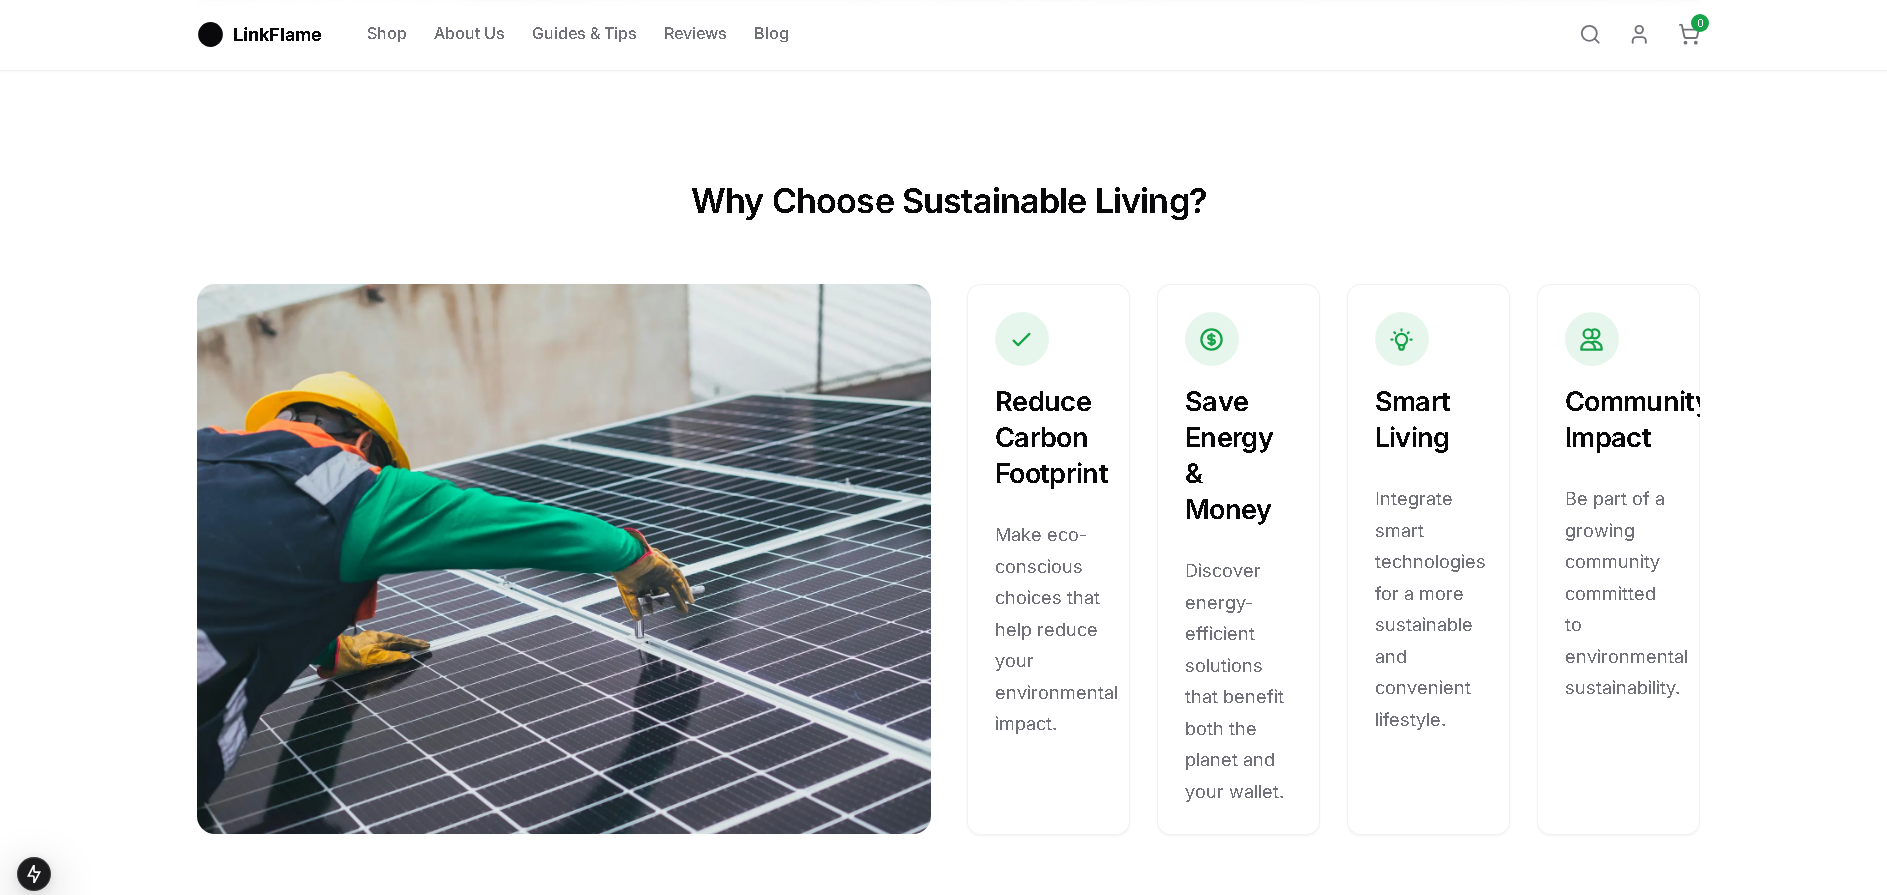 LinkFlame
Shop
About Us
Guides & Tips
Reviews
Blog
0
Why Choose Sustainable Living?
Reduce
Carbon
Footprint
Make eco-
conscious
choices that
help reduce
your
environmental
impact.
Save
Energy
&
Money
Discover
energy-
efficient
solutions
that benefit
both the
planet and
your wallet.
Smart
Living
Integrate
smart
technologies
for a more
sustainable
and
convenient
lifestyle.
Community
Impact
Be part of a
growing
community
committed
to
environmental
sustainability.